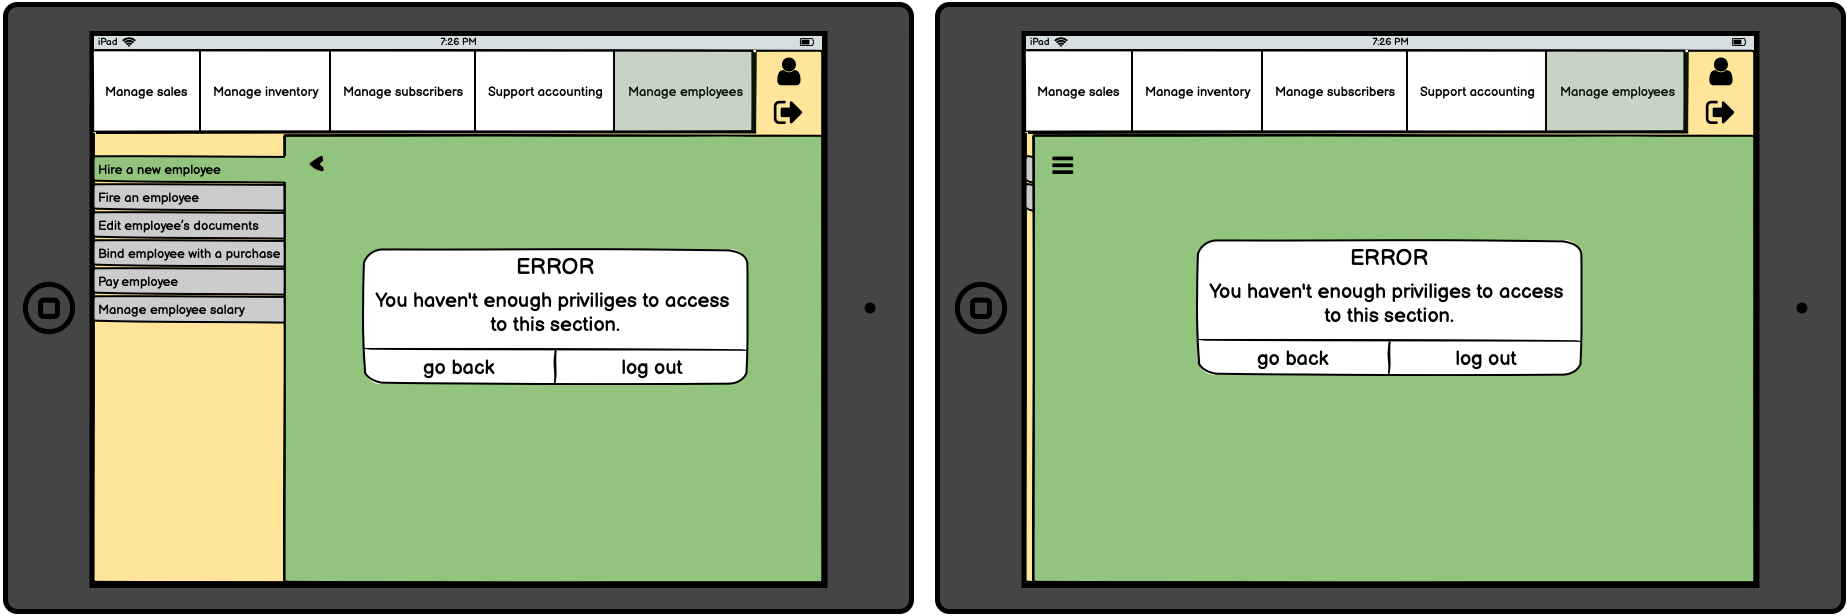 iPad 7:26 PM
Manage sales Manage inventory Manage subscribers Support accounting Manage employees
Hire a new employee
Fire an employee
Edit employee's documents
Bind employee with a purchase
Pay employee
Manage employee salary
ERROR
You haven't enough priviliges to access
to this section.
go back log out
iPad 7:26 PM
Manage sales Manage inventory Manage subscribers Support accounting Manage employees
ERROR
You haven't enough priviliges to access
to this section.
go back log out